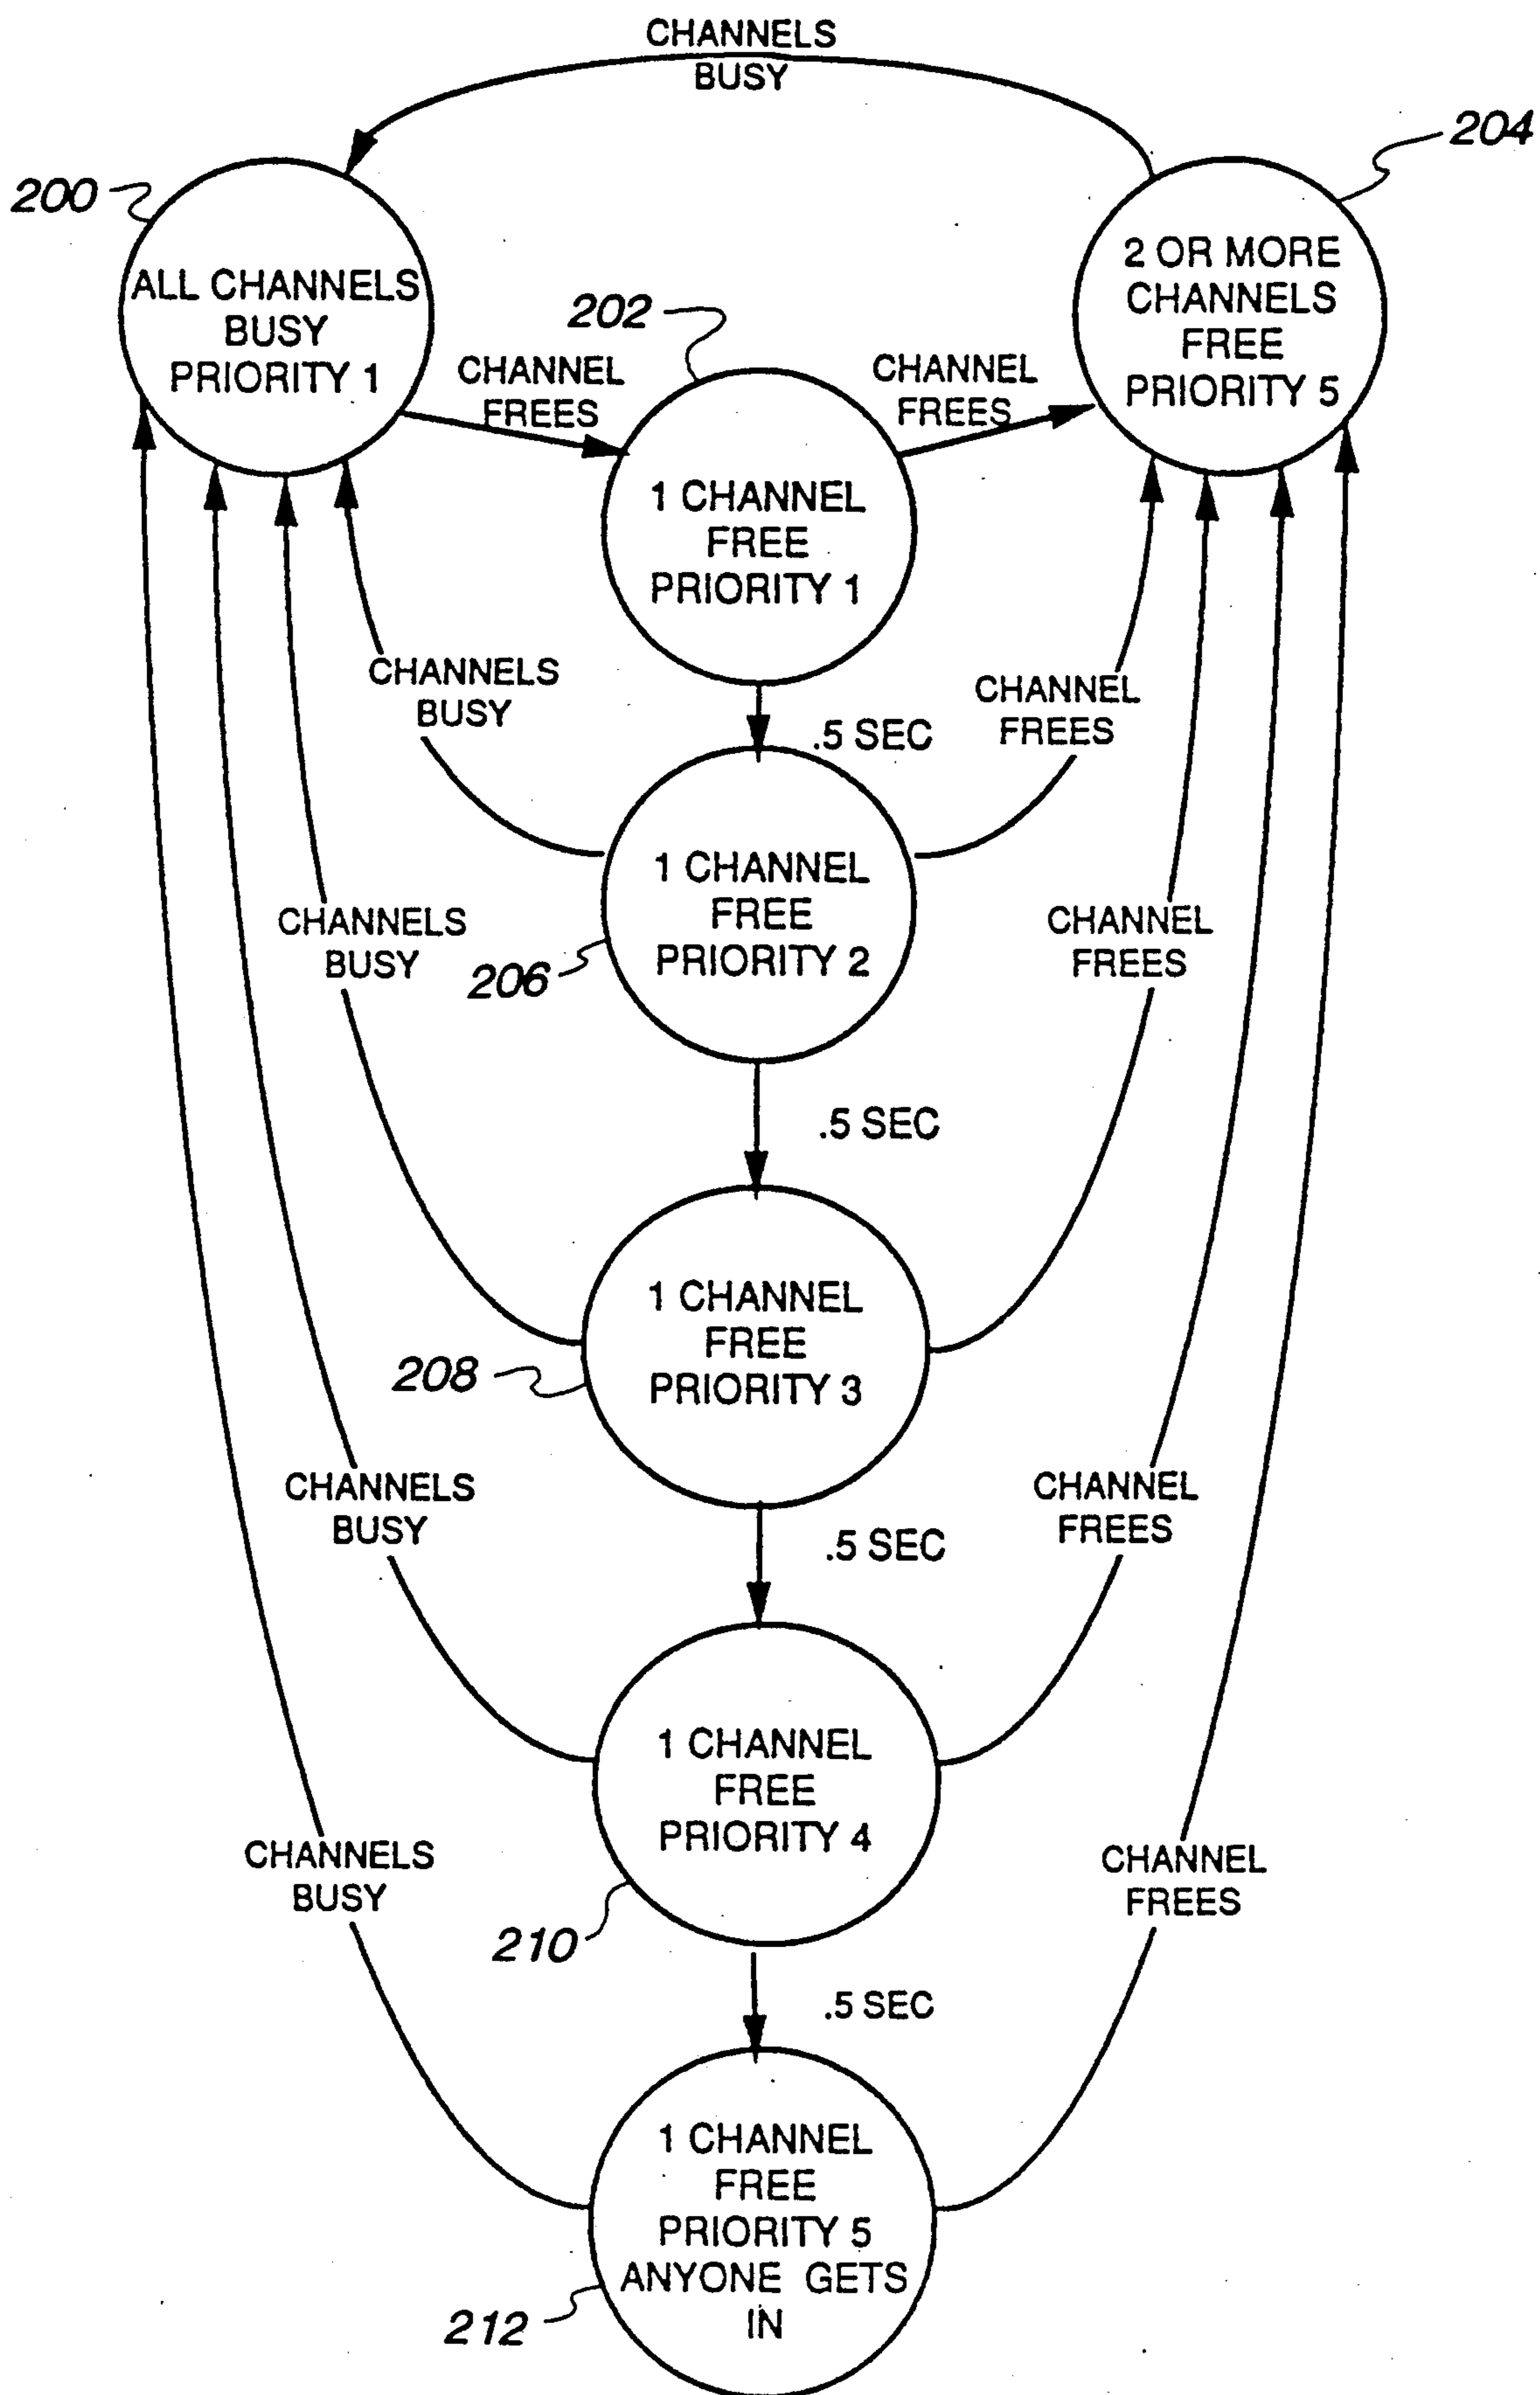 CHANNELS
BUSY
204
200
ALL CHANNELS
BUSY
PRIORITY 1
2 OR MORE
CHANNELS
FREE
PRIORITY 5
202
CHANNEL
FREES
CHANNEL
FREES
1 CHANNEL
FREE
PRIORITY 1
CHANNELS
BUSY
.5 SEC
CHANNEL
FREES
1 CHANNEL
FREE
PRIORITY 2
206
CHANNELS
BUSY
CHANNEL
FREES
.5 SEC
1 CHANNEL
FREE
PRIORITY 3
208
CHANNELS
BUSY
CHANNEL
FREES
.5 SEC
1 CHANNEL
FREE
PRIORITY 4
210
CHANNELS
BUSY
CHANNEL
FREES
.5 SEC
1 CHANNEL
FREE
PRIORITY 5
ANYONE GETS
IN
212